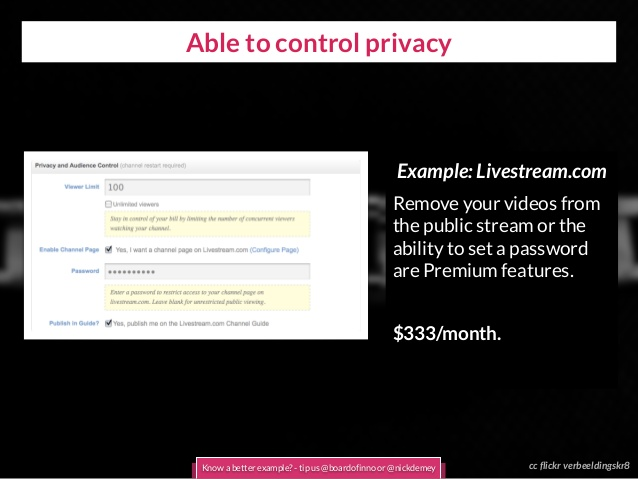 Able to control privacy
Privacy and Audience Control (channel restart required)
Viewer Limit 100
Unlimited viewers
Stay in control of your bill by limiting the number of concurrent viewers
watching your channel.
Enable Channel Page Yes, I want a channel page on Livestream.com (Configure Page)
Password ••••••••••
Enter a password to restrict access to your channel page on
livestream.com. Leave blank for unrestricted public viewing.
Publish in Guide? Yes, publish me on the Livestream.com Channel Guide
Example: Livestream.com
Remove your videos from
the public stream or the
ability to set a password
are Premium features.
$333/month.
Know a better example? - tip us @boardofinno or @nickdemey
cc flickr verbeeldingskr8